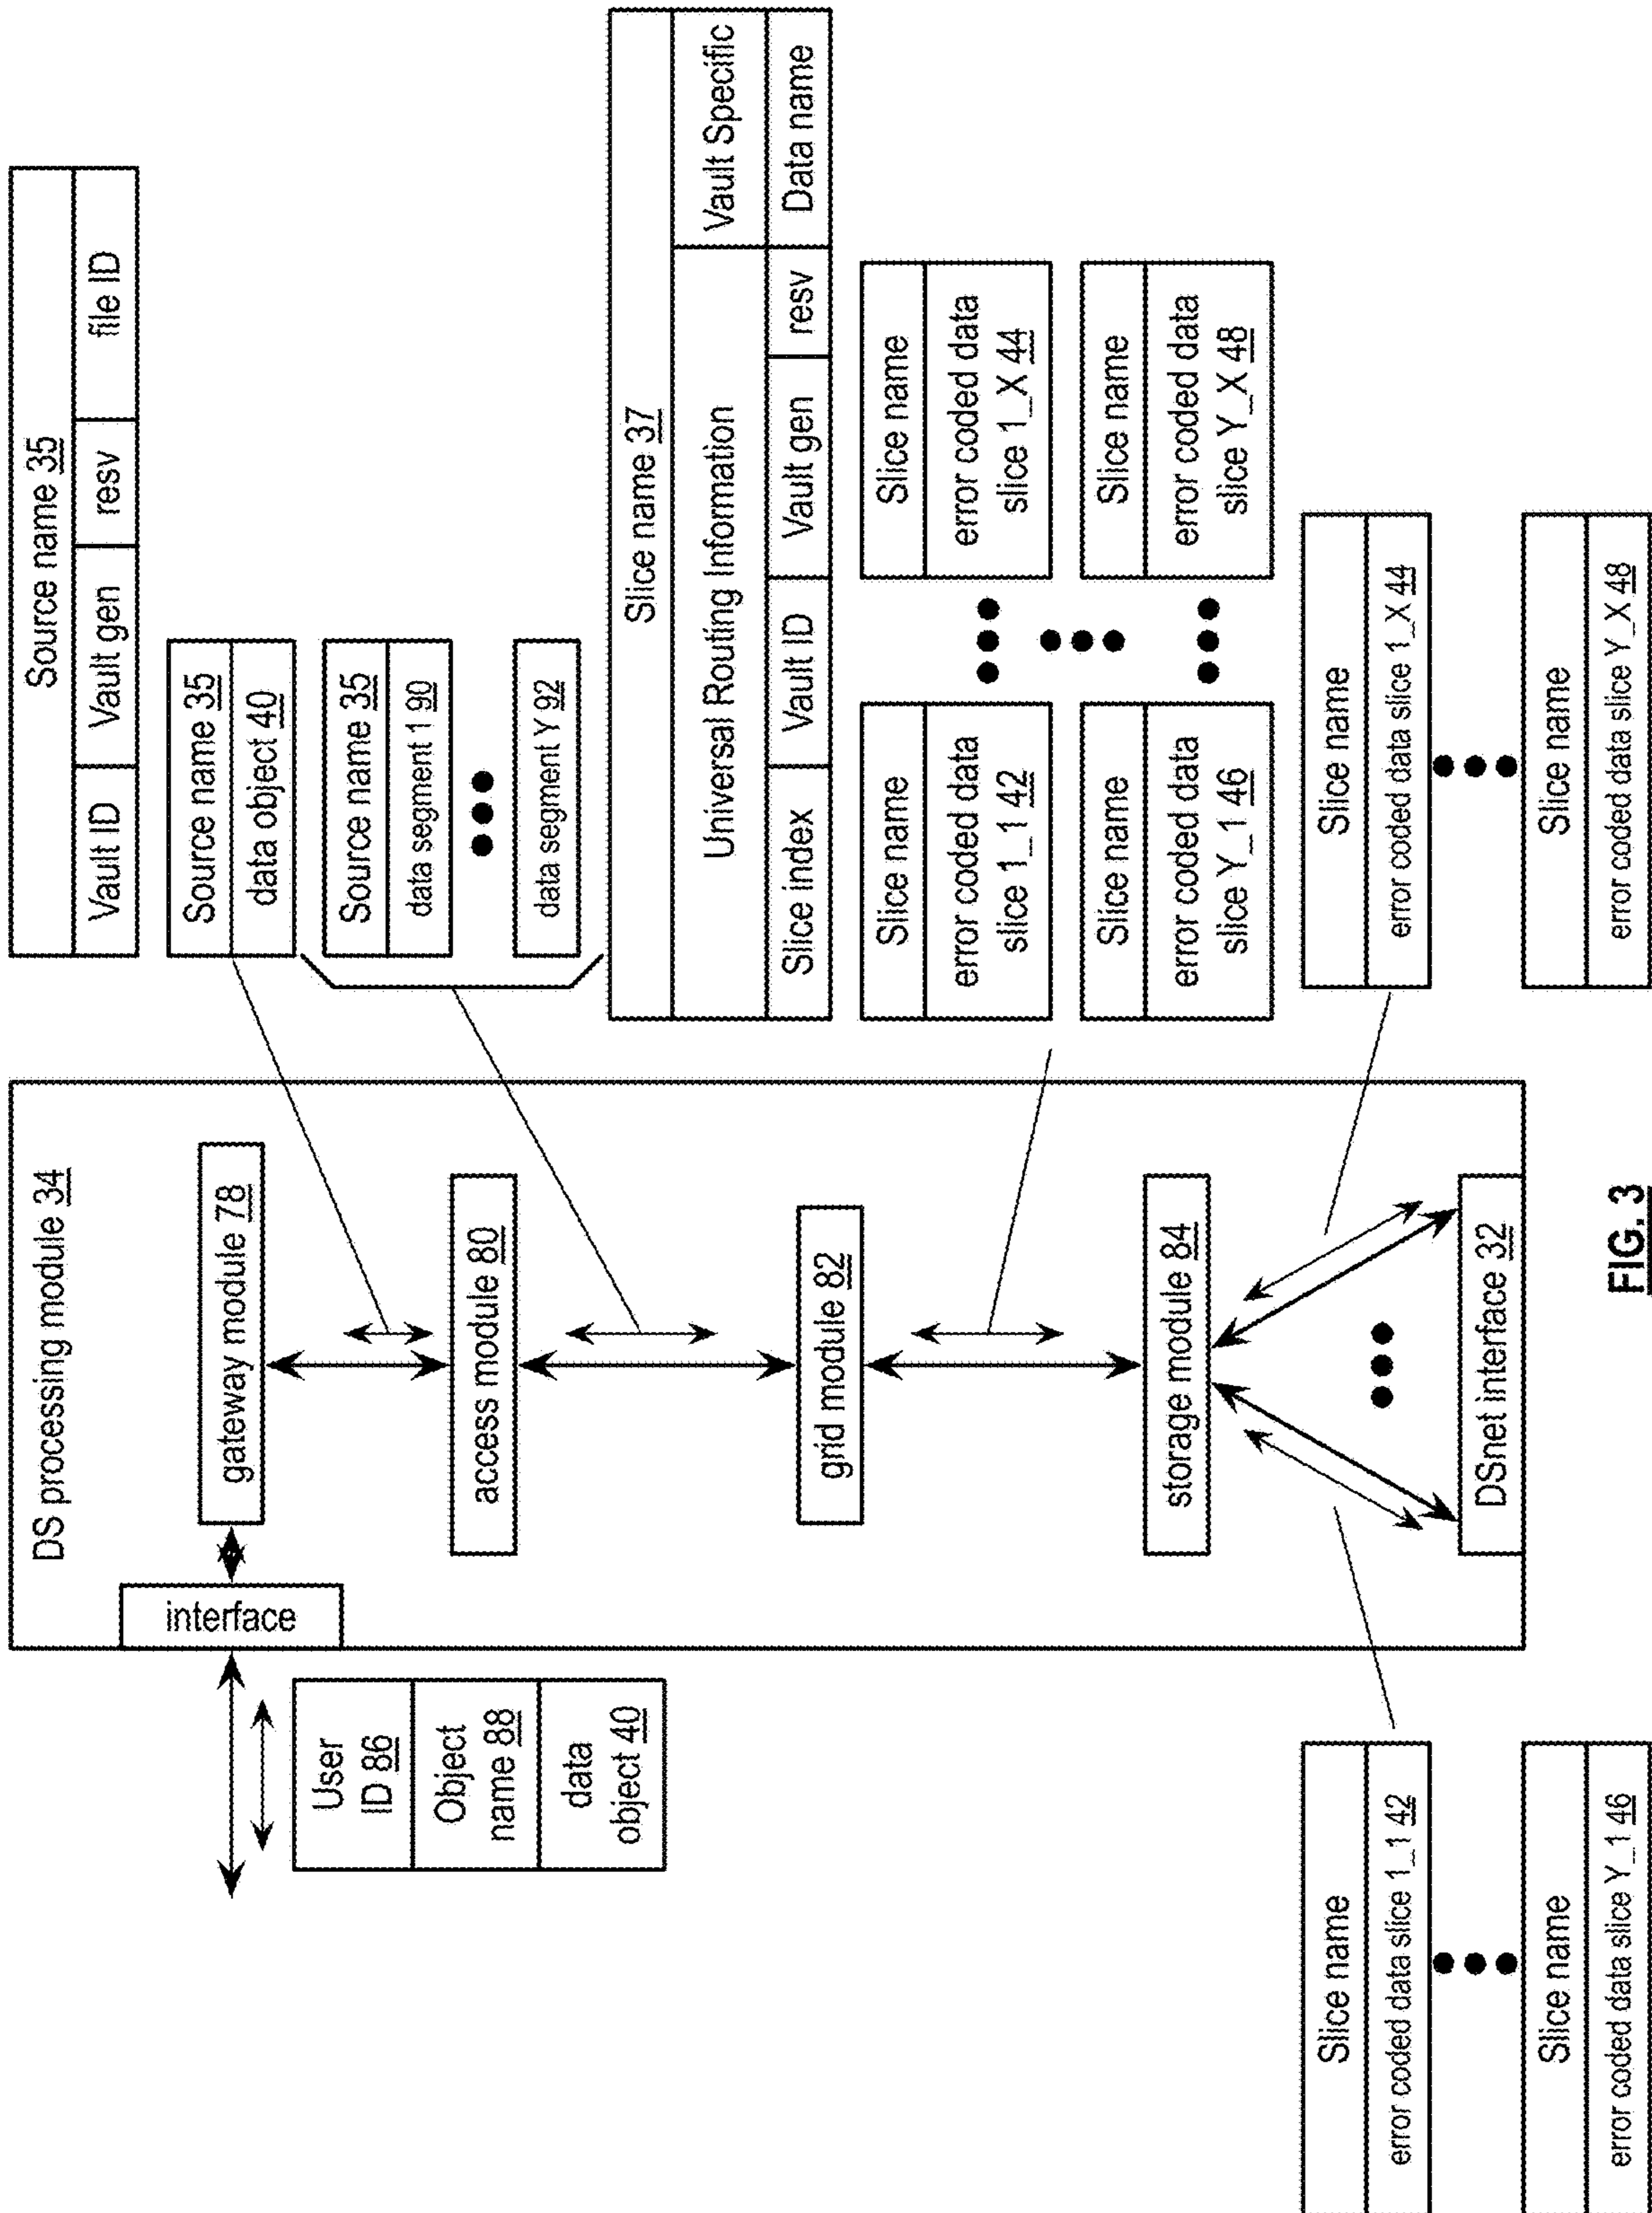 DS processing module 34
interface
gateway module 78
access module 80
grid module 82
storage module 84
DSnet interface 32
User
ID 86
Object
name 88
data
object 40
Source name 35
Vault ID
Vault gen
resv
file ID
Source name 35
data object 40
Source name 35
data segment 1 90
data segment Y 92
Slice name 37
Universal Routing Information
Vault Specific
Slice index
Vault ID
Vault gen
resv
Data name
Slice name
error coded data
slice 1_1 42
Slice name
error coded data
slice 1_X 44
Slice name
error coded data
slice Y_1 46
Slice name
error coded data
slice Y_X 48
Slice name
error coded data slice 1_1 42
Slice name
error coded data slice Y_1 46
Slice name
error coded data slice 1_X 44
Slice name
error coded data slice Y_X 48
FIG. 3